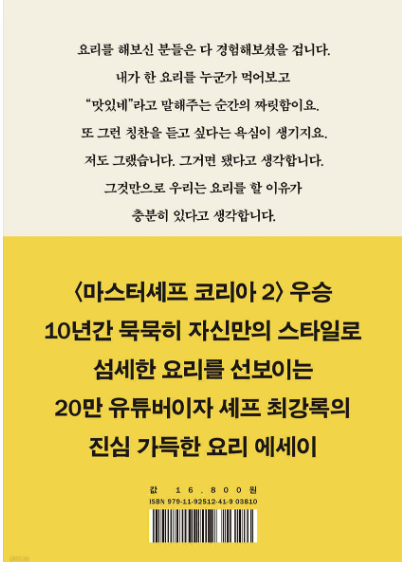 요리를 해보신 분들은 다 경험해보셨을 겁니다.
내가 한 요리를 누군가 먹어보고
“맛있네”라고 말해주는 순간의 짜릿함이요.
또 그런 칭찬을 듣고 싶다는 욕심이 생기지요.
저도 그랬습니다. 그거면 됐다고 생각합니다.
그것만으로 우리는 요리를 할 이유가
충분히 있다고 생각합니다.
〈마스터셰프 코리아 2〉 우승
10년간 묵묵히 자신만의 스타일로
섬세한 요리를 선보이는
20만 유튜버이자 셰프 최강록의
진심 가득한 요리 에세이
값 16,800원
ISBN 979-11-92512-41-9 03810